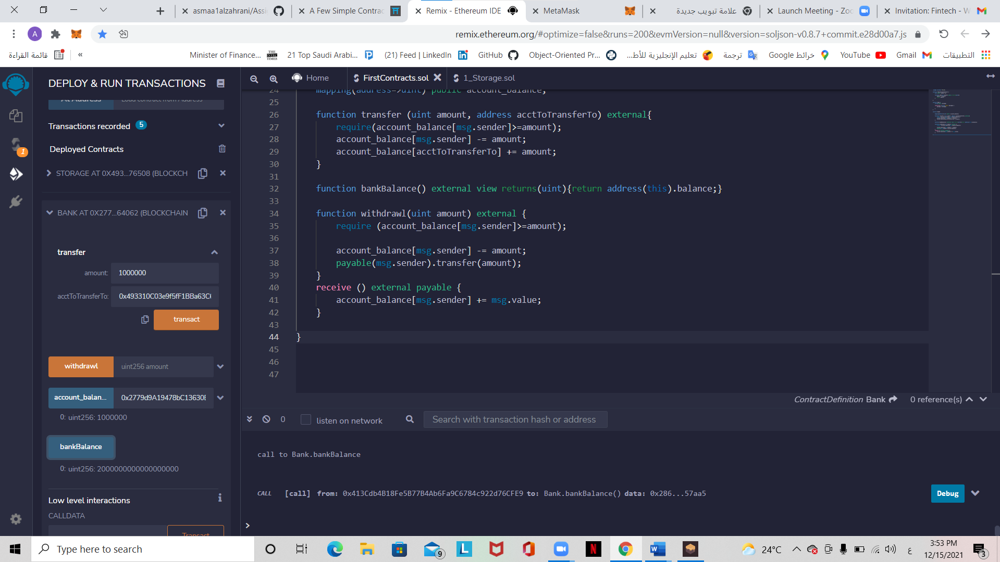 asmaa1alzahrani/Assi
A Few Simple Contrac
Remix - Ethereum IDE
MetaMask
علامة تبويب جديدة
Launch Meeting - Zoo
Invitation: Fintech - W
A
remix.ethereum.org/#optimize=false&runs=200&evmVersion=null&version=soljson-v0.8.7+commit.e28d00a7.js
قائمة القراءة
«
Minister of Finance...
21 Top Saudi Arabi...
(21) Feed | LinkedIn
GitHub
Object-Oriented Pr...
تعليم الإنجليزية للأط...
ترجمة
Google خرائط
YouTube
Gmail
التطبيقات
DEPLOY & RUN TRANSACTIONS
Home
FirstContracts.sol
1_Storage.sol
At Address
Load contract from Address
Transactions recorded 5
Deployed Contracts
1
STORAGE AT 0X493...76508 (BLOCKCH
BANK AT 0X277...64062 (BLOCKCHAIN
transfer
amount: 1000000
acctToTransferTo: 0x493310C03e9f5fF1BBa63C6
transact
withdrawl uint256 amount
account_balan... 0x2779d9A19478bC13630E
0: uint256: 1000000
bankBalance
0: uint256: 2000000000000000000
Low level interactions
CALLDATA
Transact
24 mapping(address=>uint) public account_balance;
25
26 function transfer (uint amount, address acctToTransferTo) external{
27 require(account_balance[msg.sender]>=amount);
28 account_balance[msg.sender] -= amount;
29 account_balance[acctToTransferTo] += amount;
30 }
31
32 function bankBalance() external view returns(uint){return address(this).balance;}
33
34 function withdrawl(uint amount) external {
35 require (account_balance[msg.sender]>=amount);
36
37 account_balance[msg.sender] -= amount;
38 payable(msg.sender).transfer(amount);
39 }
40 receive () external payable {
41 account_balance[msg.sender] += msg.value;
42 }
43
44 }
45
46
47
ContractDefinition Bank 0 reference(s)
0 listen on network Search with transaction hash or address
call to Bank.bankBalance
CALL [call] from: 0x413Cdb4B18Fe5B77B4Ab6Fa9C6784c922d76CFE9 to: Bank.bankBalance() data: 0x286...57aa5
Debug
>
Type here to search
9
24°C
ع
3:53 PM
12/15/2021
3